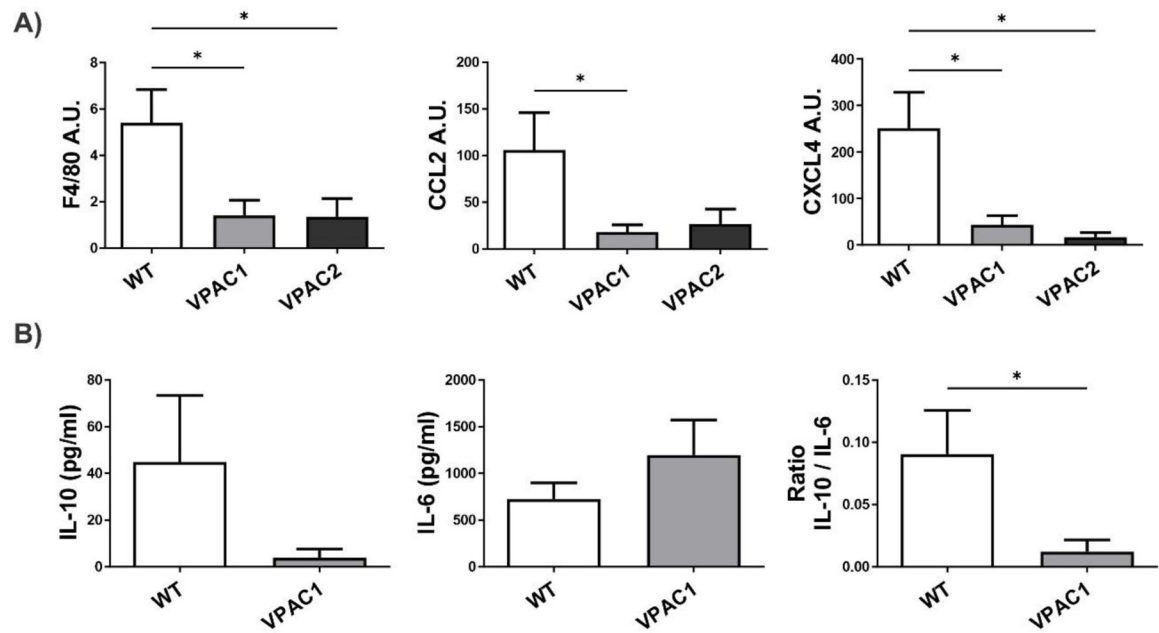 A)
*
*
F4/80 A.U.
8
6
4
2
0
WT
VPAC1
VPAC2
*
CCL2 A.U.
200
150
100
50
0
WT
VPAC1
VPAC2
*
*
CXCL4 A.U.
400
300
200
100
0
WT
VPAC1
VPAC2
B)
IL-10 (pg/ml)
80
60
40
20
0
WT
VPAC1
IL-6 (pg/ml)
2000
1500
1000
500
0
WT
VPAC1
*
Ratio
IL-10 / IL-6
0.15
0.10
0.05
0.00
WT
VPAC1